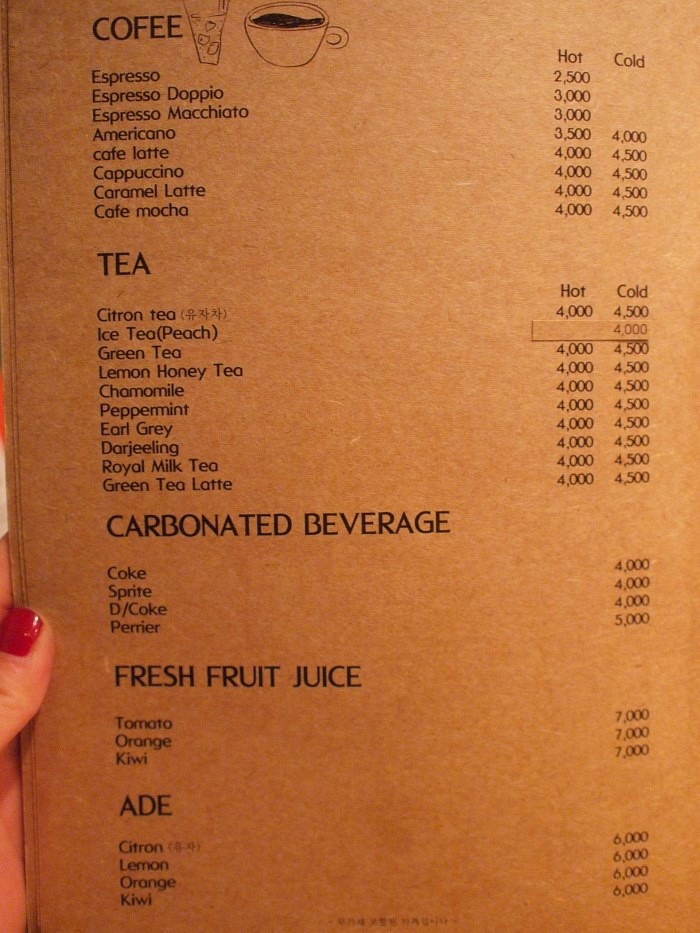 COFEE
Hot Cold
Espresso 2,500
Espresso Doppio 3,000
Espresso Macchiato 3,000
Americano 3,500 4,000
cafe latte 4,000 4,500
Cappuccino 4,000 4,500
Caramel Latte 4,000 4,500
Cafe mocha 4,000 4,500
TEA
Hot Cold
Citron tea (유자차) 4,000 4,500
Ice Tea(Peach) 4,000
Green Tea 4,000 4,500
Lemon Honey Tea 4,000 4,500
Chamomile 4,000 4,500
Peppermint 4,000 4,500
Earl Grey 4,000 4,500
Darjeeling 4,000 4,500
Royal Milk Tea 4,000 4,500
Green Tea Latte 4,000 4,500
CARBONATED BEVERAGE
Coke 4,000
Sprite 4,000
D/Coke 4,000
Perrier 5,000
FRESH FRUIT JUICE
Tomato 7,000
Orange 7,000
Kiwi 7,000
ADE
Citron (유자) 6,000
Lemon 6,000
Orange 6,000
Kiwi 6,000